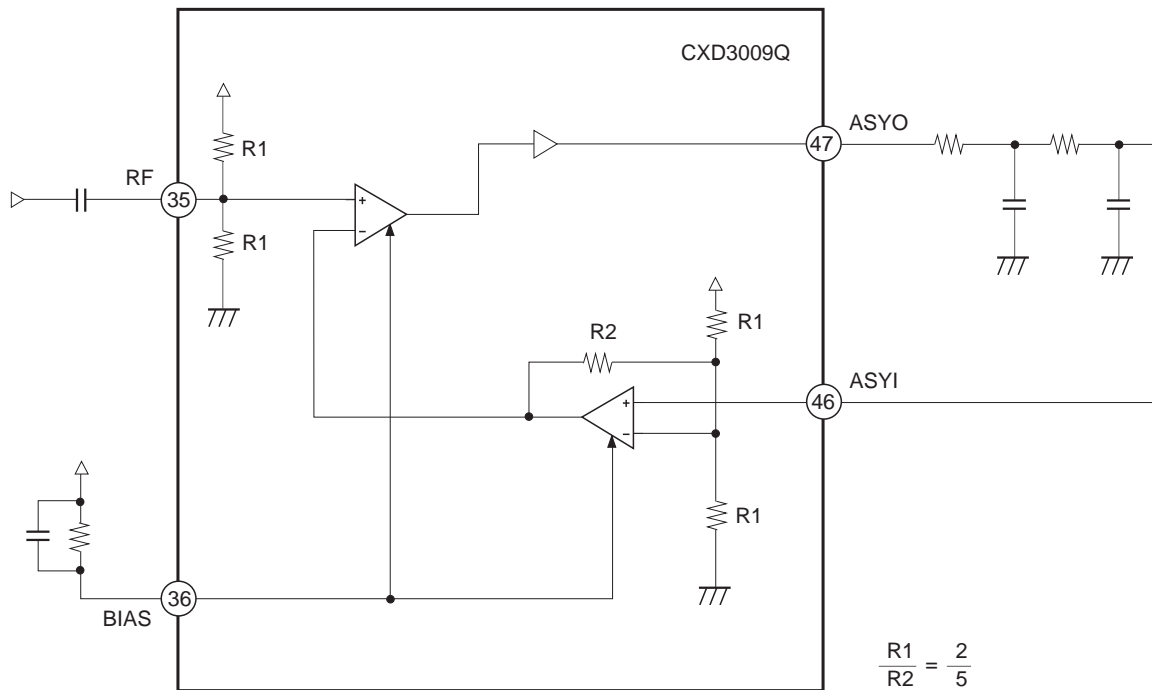 CXD3009Q
ASYO
47
R1
RF
35
+
−
R1
R1
R2
ASYI
46
+
−
R1
36
BIAS
R1
R2
=
2
5